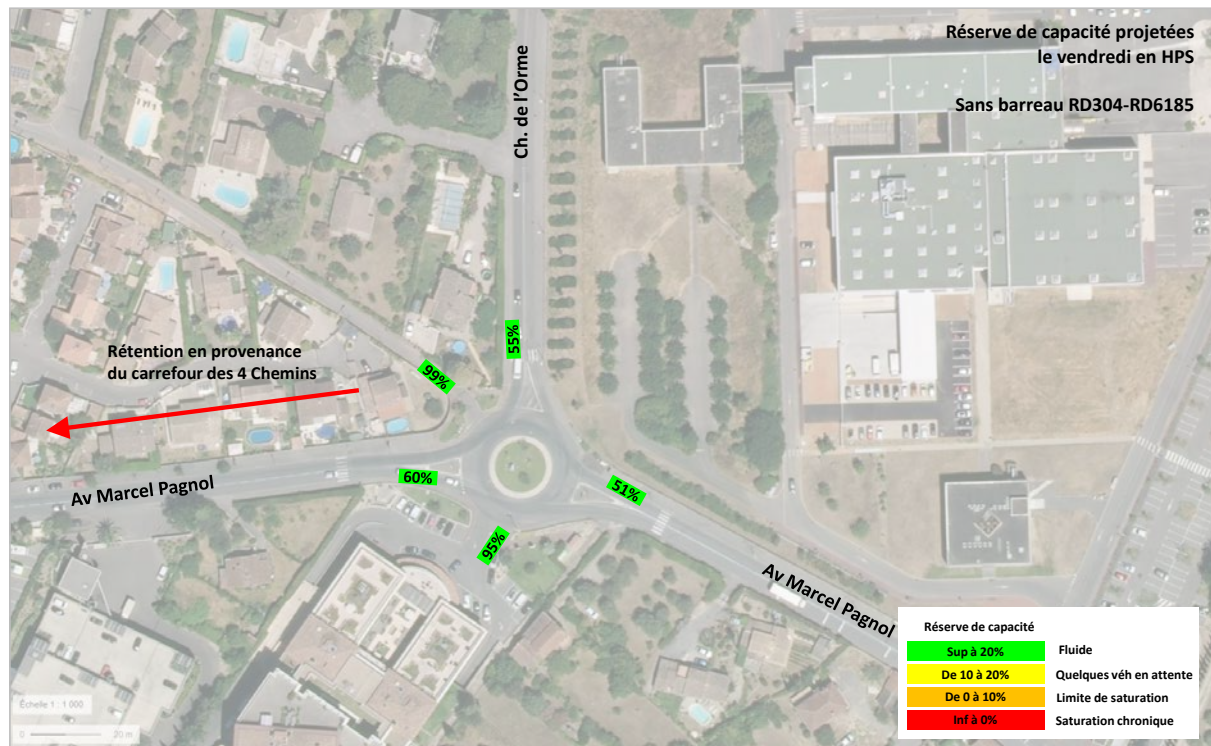 Réserve de capacité projetées
le vendredi en HPS
Sans barreau RD304-RD6185
Ch. de l'Orme
55%
99%
Rétention en provenance
du carrefour des 4 Chemins
60%
51%
Av Marcel Pagnol
95%
Av Marcel Pagnol
Réserve de capacité
Sup à 20% Fluide
De 10 à 20% Quelques véh en attente
De 0 à 10% Limite de saturation
Inf à 0% Saturation chronique
Échelle 1 : 1 000
0 20 m